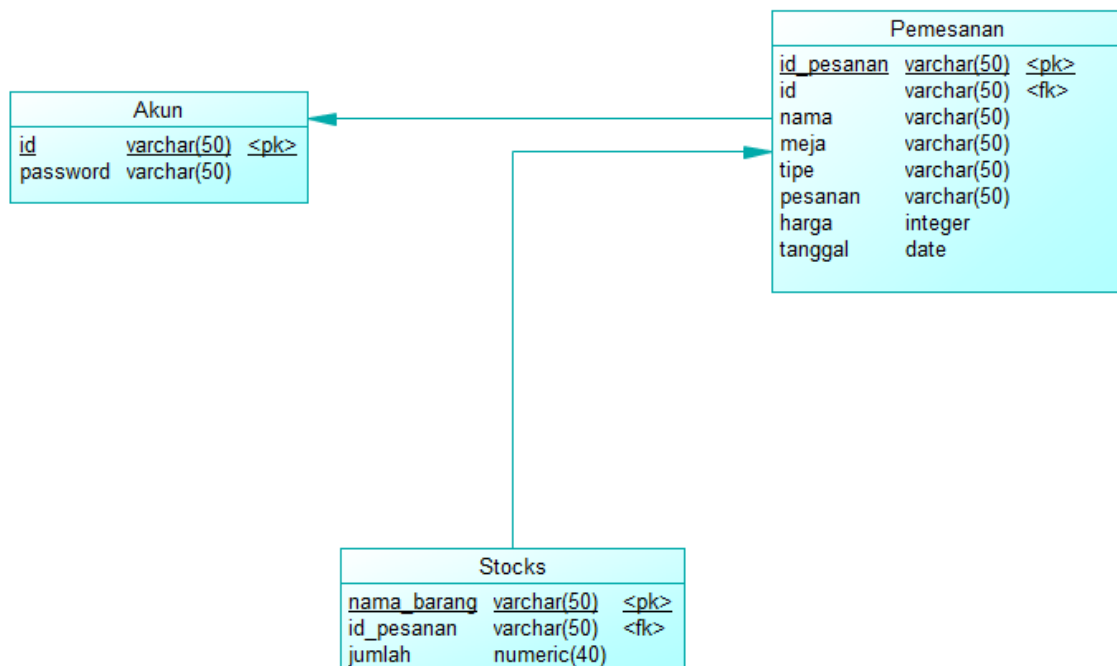 Pemesanan
id_pesanan varchar(50) <pk>
id varchar(50) <fk>
nama varchar(50)
meja varchar(50)
tipe varchar(50)
pesanan varchar(50)
harga integer
tanggal date
Akun
id varchar(50) <pk>
password varchar(50)
Stocks
nama_barang varchar(50) <pk>
id_pesanan varchar(50) <fk>
jumlah numeric(40)